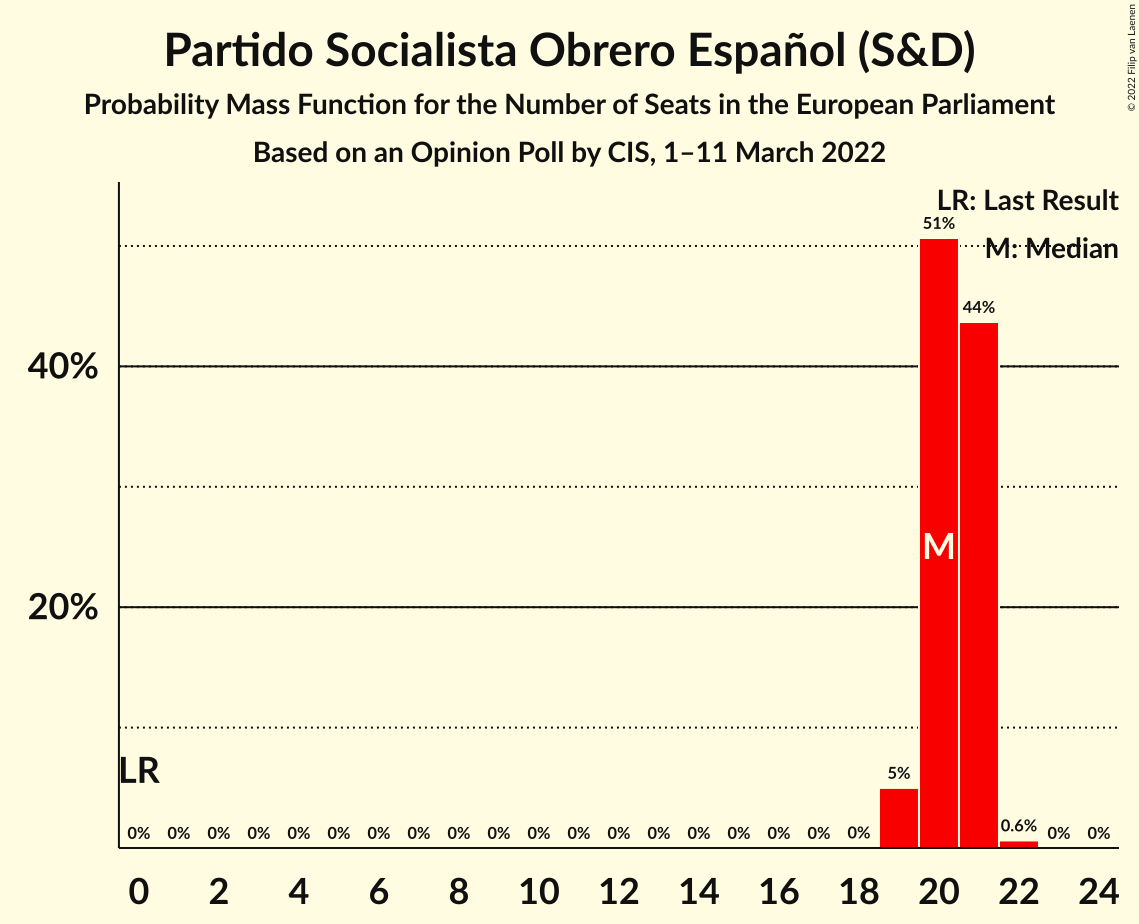 Partido Socialista Obrero Español (S&D)
Probability Mass Function for the Number of Seats in the European Parliament
Based on an Opinion Poll by CIS, 1–11 March 2022
© 2022 Filip van Laenen
LR: Last Result
M: Median
51%
44%
40%
20%
M
LR
5%
0.6%
0% 0% 0% 0% 0% 0% 0% 0% 0% 0% 0% 0% 0% 0% 0% 0% 0% 0% 0% 0% 0%
0 2 4 6 8 10 12 14 16 18 20 22 24